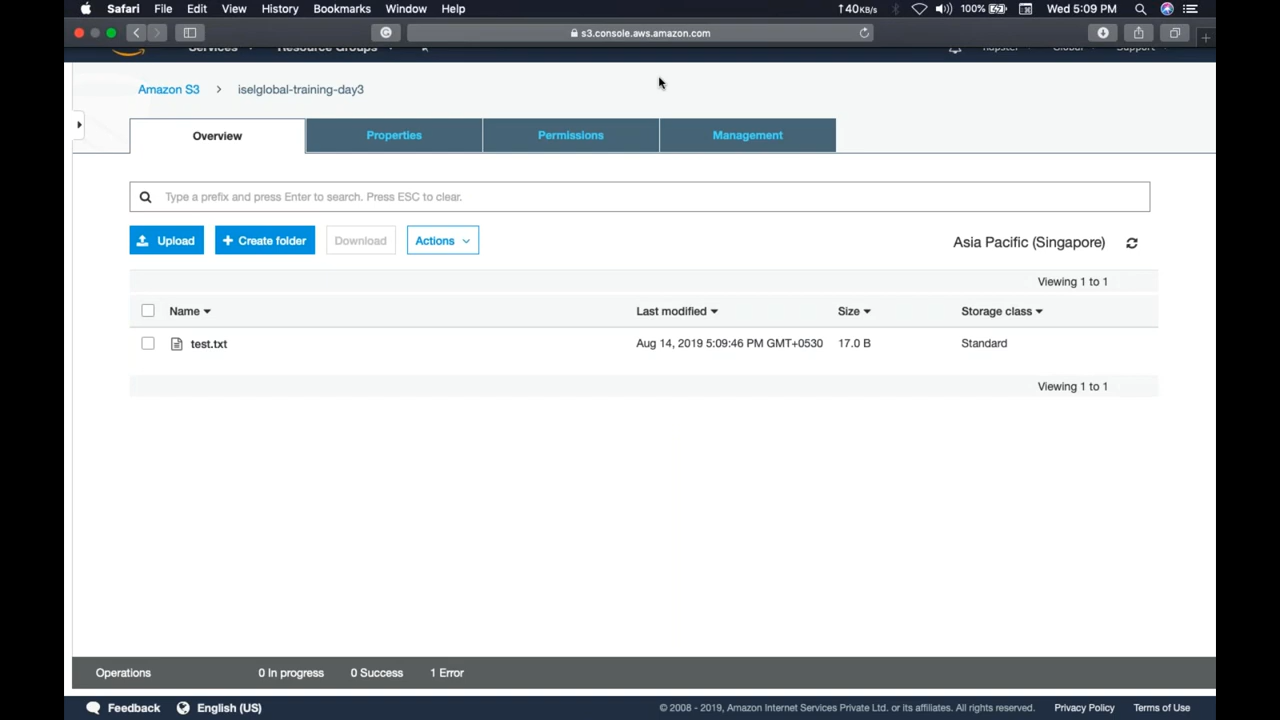 Safari File Edit View History Bookmarks Window Help 40KB/s 100% Wed 5:09 PM
s3.console.aws.amazon.com
Services Resource Groups Global Support
Amazon S3 > iselglobal-training-day3
Overview Properties Permissions Management
Type a prefix and press Enter to search. Press ESC to clear.
Upload + Create folder Download Actions Asia Pacific (Singapore)
Viewing 1 to 1
Name Last modified Size Storage class
test.txt Aug 14, 2019 5:09:46 PM GMT+0530 17.0 B Standard
Viewing 1 to 1
Operations 0 In progress 0 Success 1 Error
Feedback English (US) © 2008 - 2019, Amazon Internet Services Private Ltd. or its affiliates. All rights reserved. Privacy Policy Terms of Use